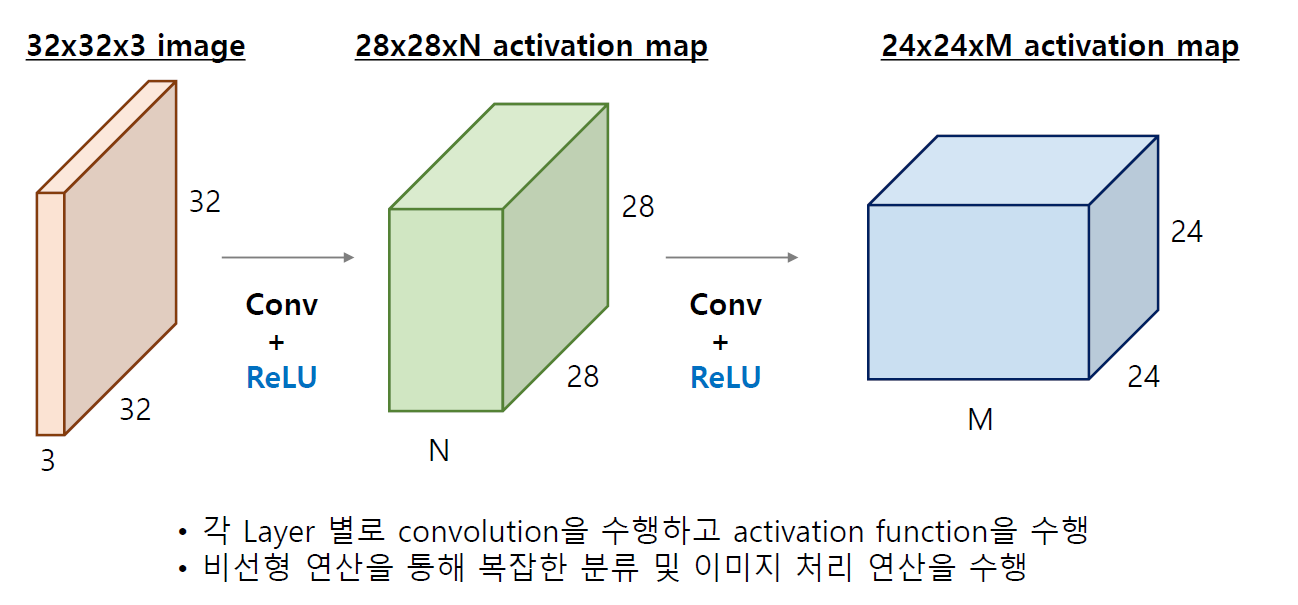 32x32x3 image
28x28xN activation map
24x24xM activation map
32
32
3
Conv
+
ReLU
28
28
N
Conv
+
ReLU
24
24
M
• 각 Layer 별로 convolution을 수행하고 activation function을 수행
• 비선형 연산을 통해 복잡한 분류 및 이미지 처리 연산을 수행